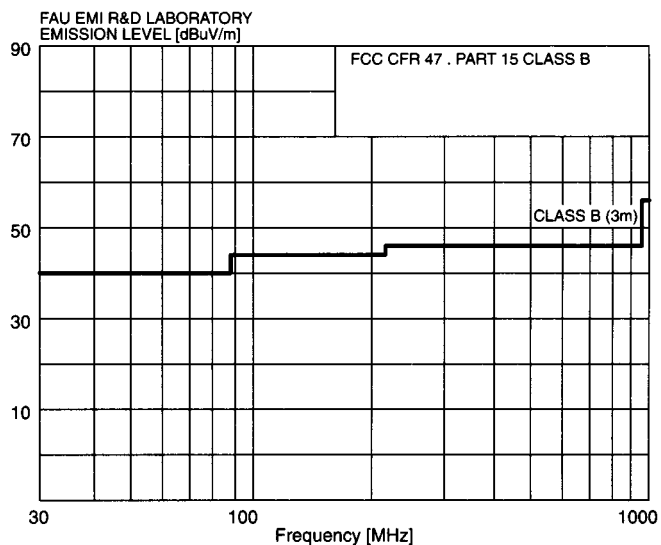 FAU EMI R&D LABORATORY
EMISSION LEVEL [dBuV/m]
90
FCC CFR 47 . PART 15 CLASS B
70
CLASS B (3m)
50
30
10
30
100
1000
Frequency [MHz]